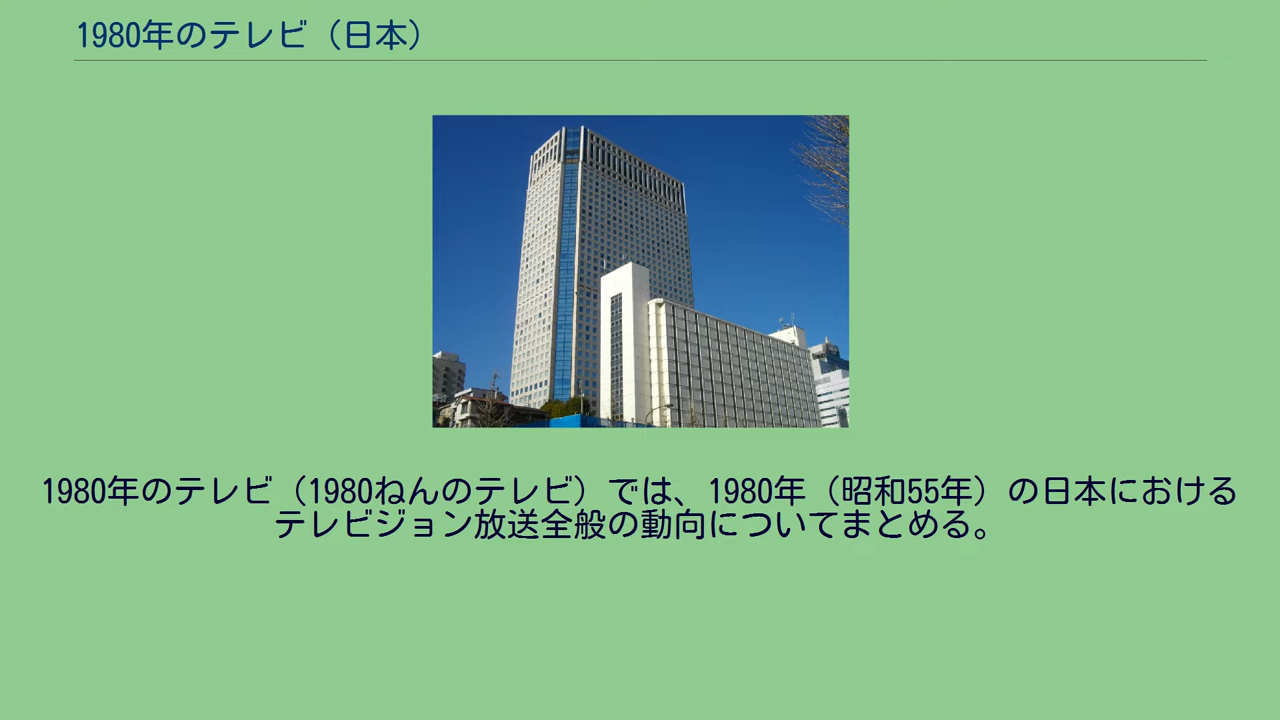 1980年のテレビ（日本）
1980年のテレビ（1980ねんのテレビ）では、1980年（昭和55年）の日本における
テレビジョン放送全般の動向についてまとめる。